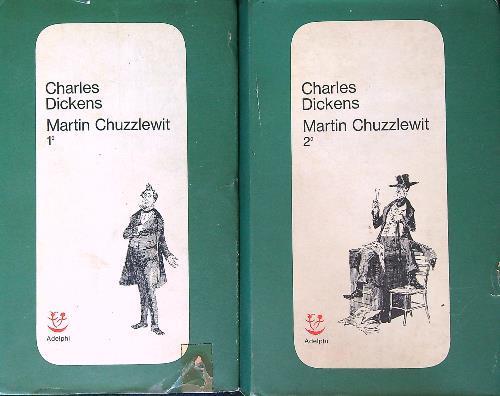 Charles
Dickens
Martin Chuzzlewit
1°
Adelphi
Charles
Dickens
Martin Chuzzlewit
2°
Adelphi